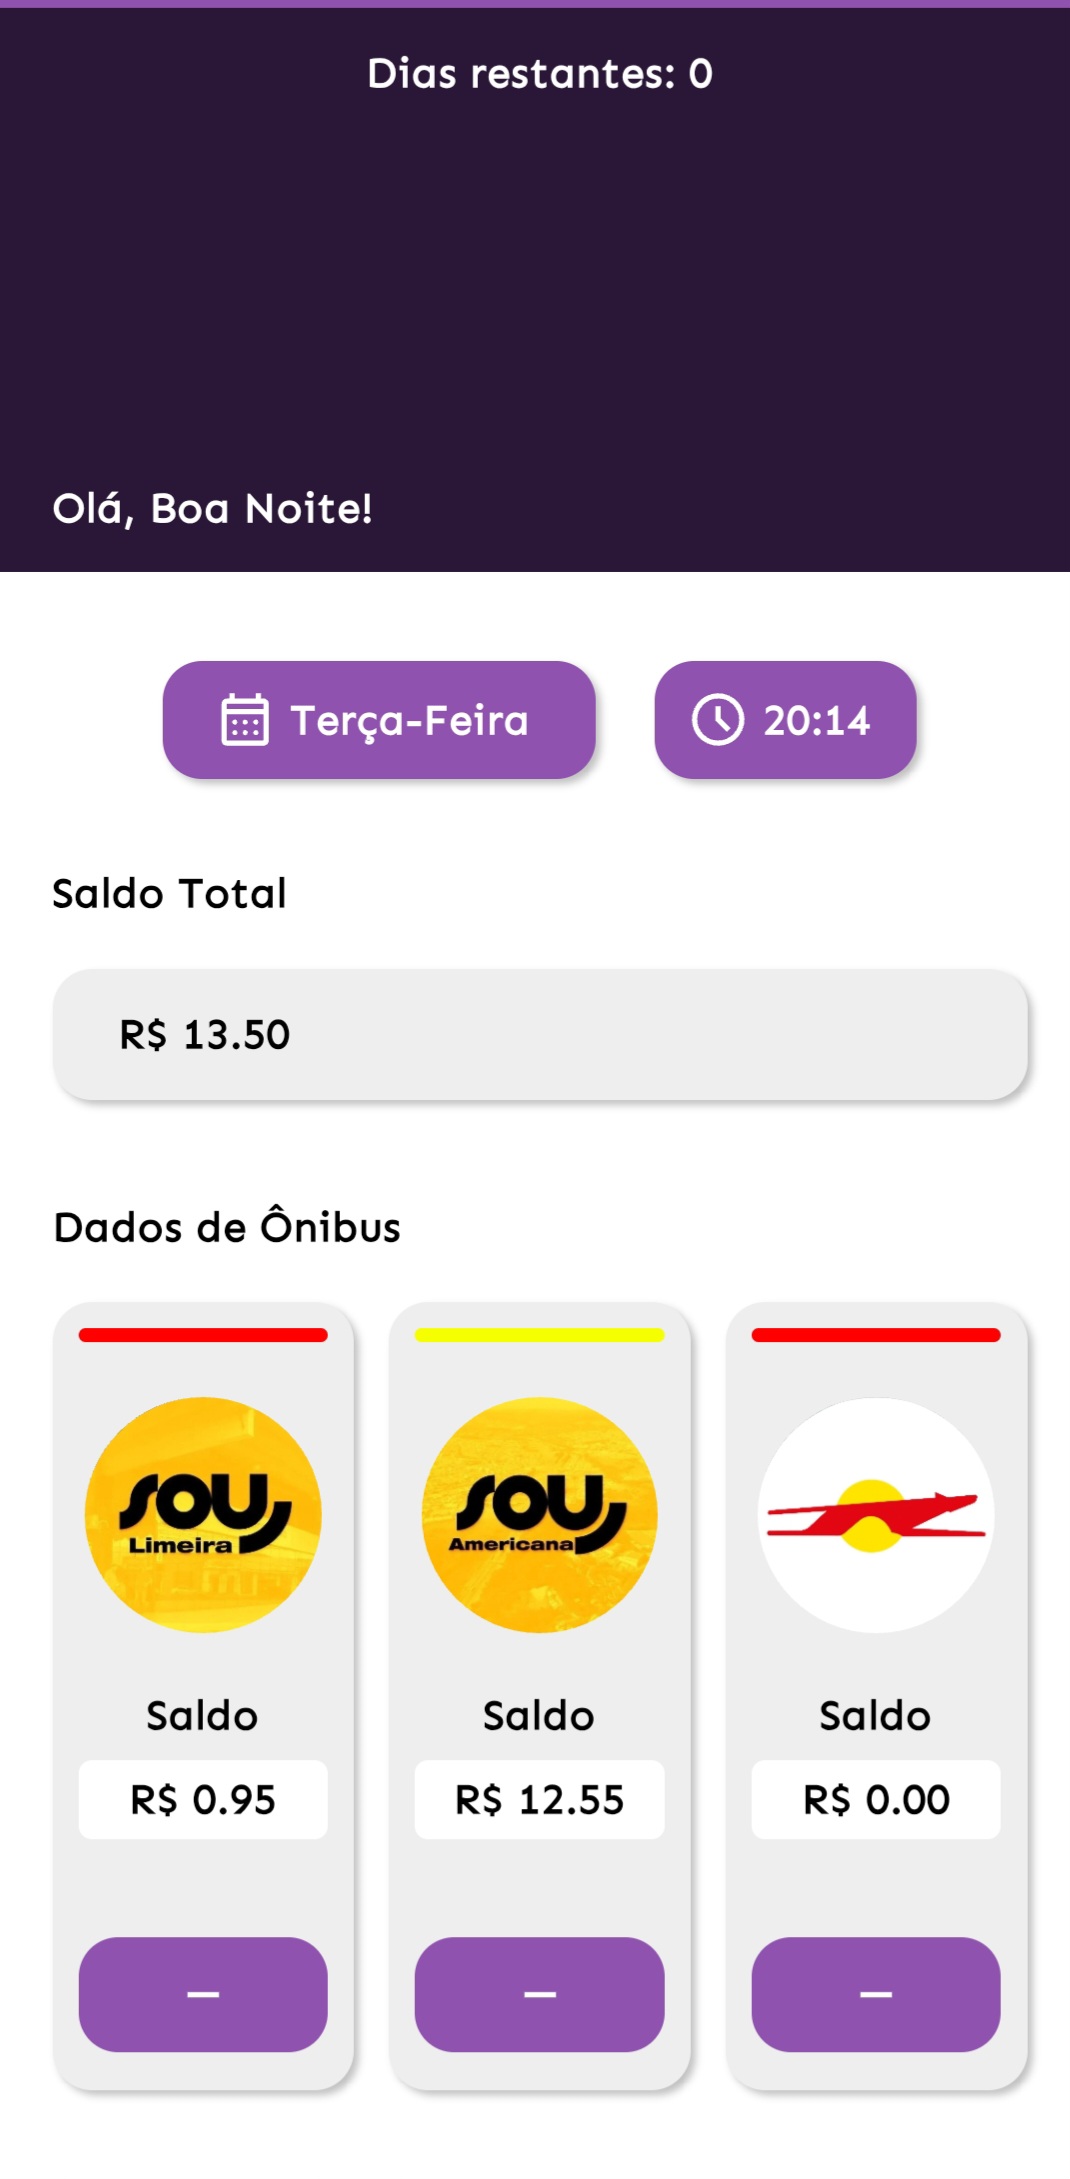 Dias restantes: 0
Olá, Boa Noite!
Terça-Feira
20:14
Saldo Total
R$ 13.50
Dados de Ônibus
sou
Limeira
sou
Americana
Saldo
Saldo
Saldo
R$ 0.95
R$ 12.55
R$ 0.00